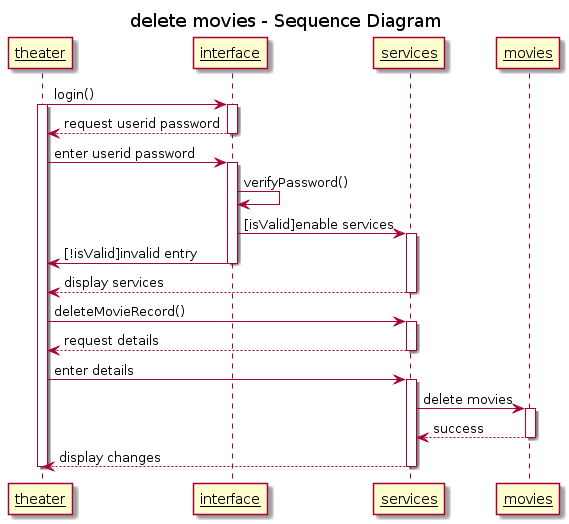 delete movies - Sequence Diagram
theater interface services movies
login()
request userid password
enter userid password
verifyPassword()
[isValid]enable services
[!isValid]invalid entry
display services
deleteMovieRecord()
request details
enter details
delete movies
success
display changes
theater interface services movies